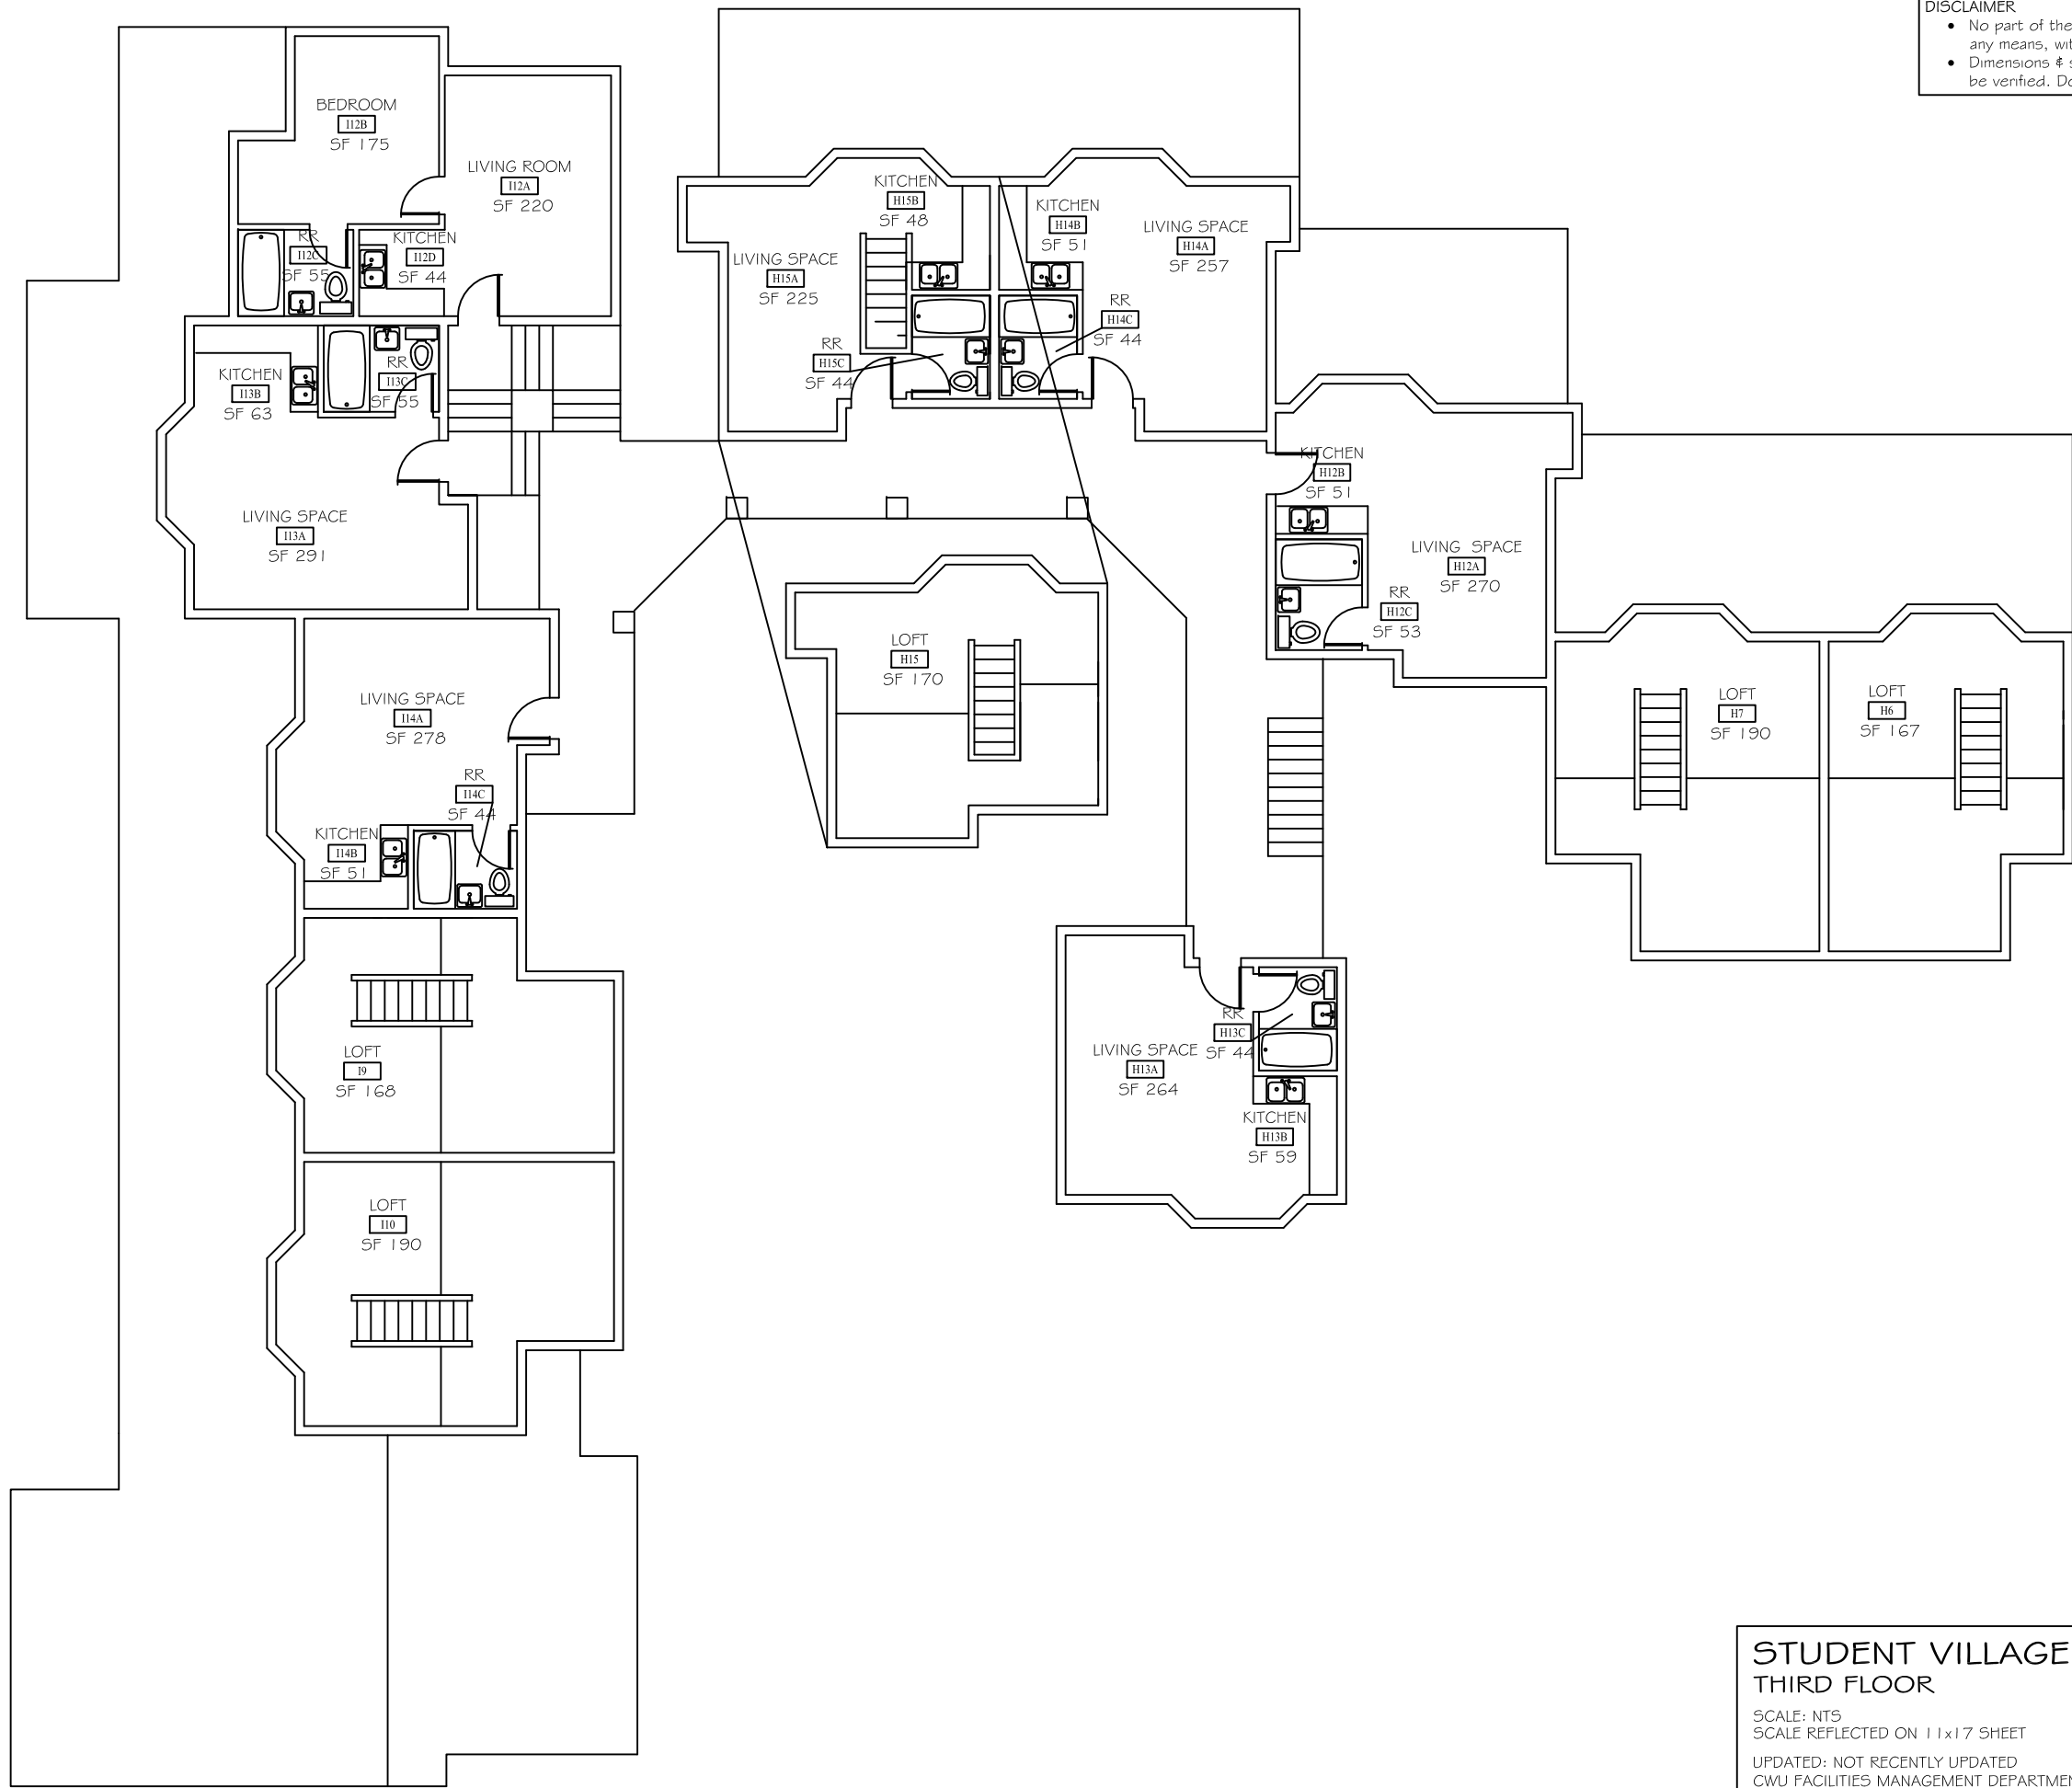 DISCLAIMER
• No part of the
any means,
• Dimensions &
be verified. Do
BEDROOM
I12B
SF 175
LIVING ROOM
I12A
SF 220
RR
I12C
SF 55
KITCHEN
I12D
SF 44
KITCHEN
I13B
SF 63
RR
I13C
SF 55
LIVING SPACE
I13A
SF 291
LIVING SPACE
I14A
SF 278
RR
I14C
SF 44
KITCHEN
I14B
SF 51
LOFT
I9
SF 168
LOFT
I10
SF 190
KITCHEN
H15B
SF 48
LIVING SPACE
H15A
SF 225
RR
H15C
SF 44
KITCHEN
H14B
SF 51
LIVING SPACE
H14A
SF 257
RR
H14C
SF 44
LOFT
H15
SF 170
KITCHEN
H12B
SF 51
LIVING SPACE
H12A
SF 270
RR
H12C
SF 53
LOFT
H7
SF 190
LOFT
H6
SF 167
RR
H13C
SF 44
LIVING SPACE
H13A
SF 264
KITCHEN
H13B
SF 59
STUDENT VILLAGE
THIRD FLOOR
SCALE: NTS
SCALE REFLECTED ON 11x17 SHEET
UPDATED: NOT RECENTLY UPDATED
CWU FACILITIES MANAGEMENT